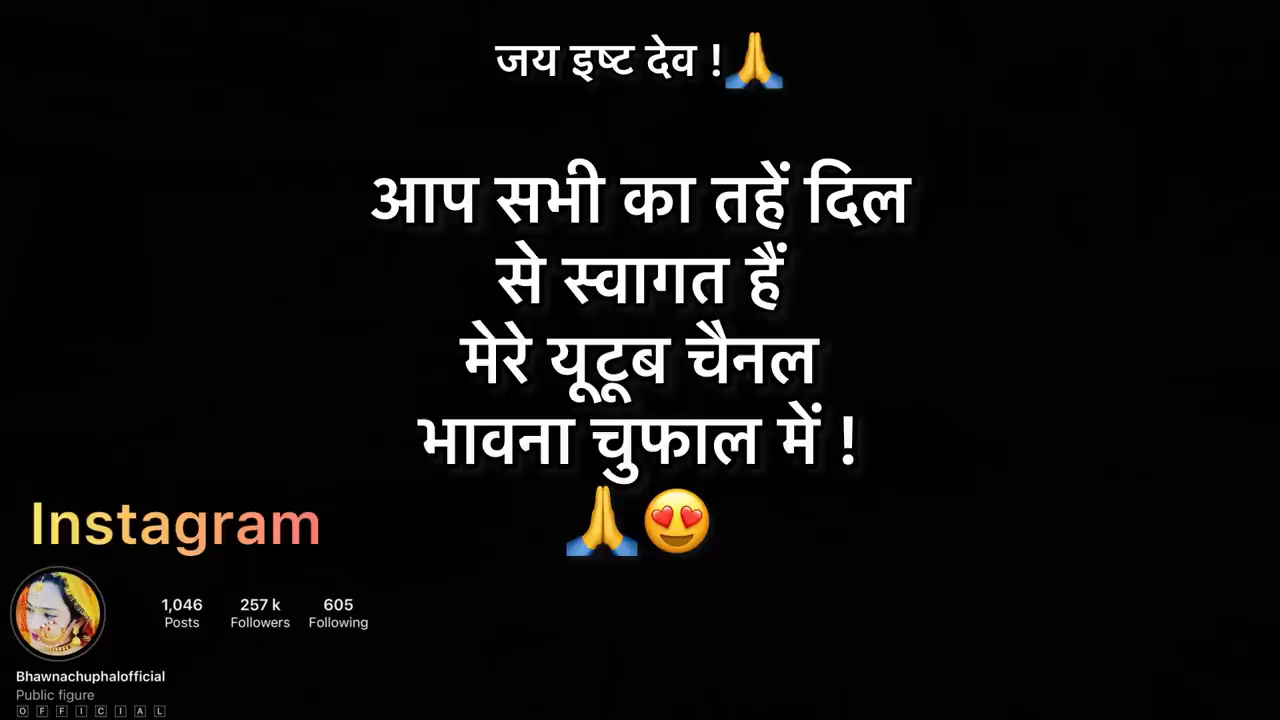 जय इष्ट देव !🙏
आप सभी का तहें दिल
से स्वागत हैं
मेरे यूटूब चैनल
भावना चुफाल में !
🙏😍
Instagram
1,046 257 k 605
Posts Followers Following
Bhawnachuphalofficial
Public figure
🄾 🄵 🄵 🄸 🄲 🄸 🄰 🄻